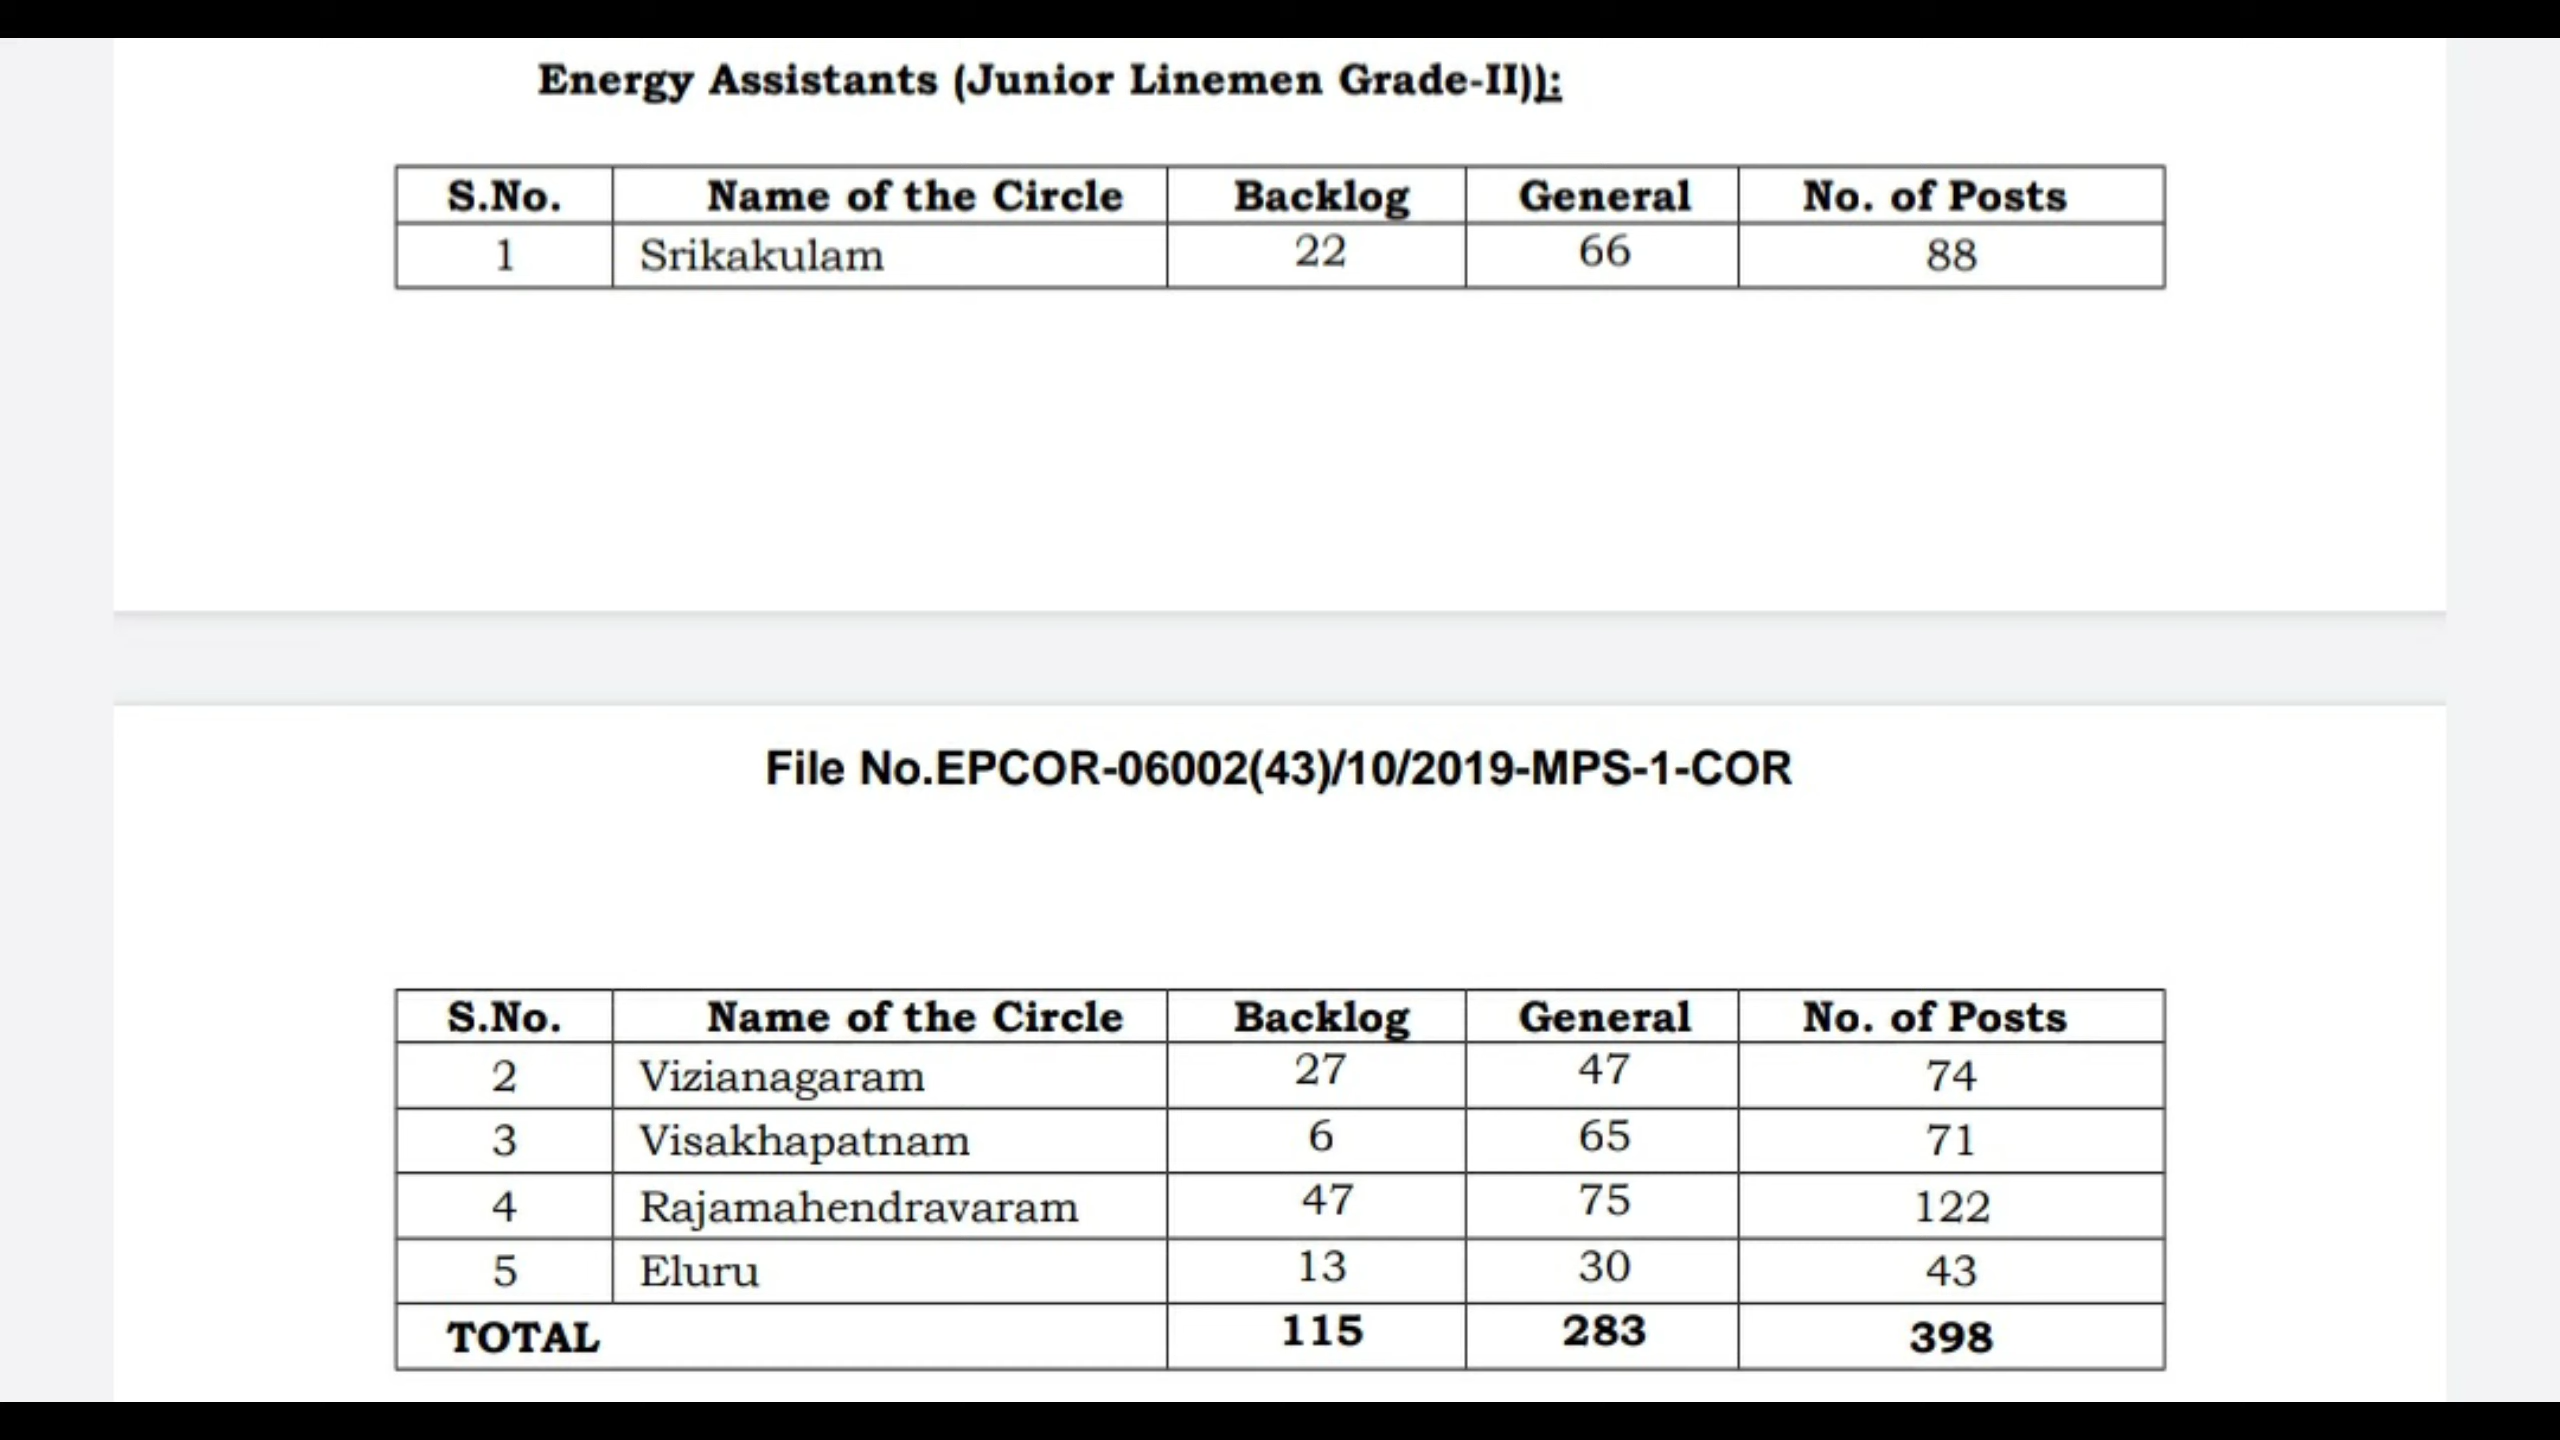 Energy Assistants (Junior Linemen Grade-II)):
S.No. Name of the Circle Backlog General No. of Posts
1 Srikakulam 22 66 88
File No.EPCOR-06002(43)/10/2019-MPS-1-COR
S.No. Name of the Circle Backlog General No. of Posts
2 Vizianagaram 27 47 74
3 Visakhapatnam 6 65 71
4 Rajamahendravaram 47 75 122
5 Eluru 13 30 43
TOTAL 115 283 398